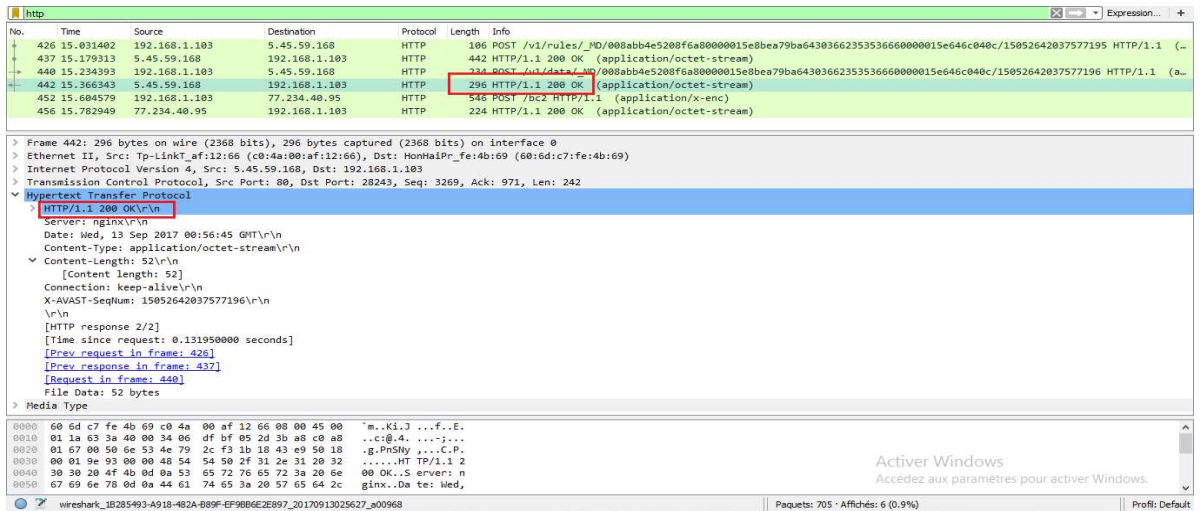 http
Expression... +
No. Time Source Destination Protocol Length Info
426 15.031402 192.168.1.103 5.45.59.168 HTTP 106 POST /v1/rules/_MD/008abb4e5208f6a80000015e8bea79ba64303662353536660000015e646c040c/15052642037577195 HTTP/1.1 (…
437 15.179313 5.45.59.168 192.168.1.103 HTTP 442 HTTP/1.1 200 OK (application/octet-stream)
440 15.234393 192.168.1.103 5.45.59.168 HTTP 234 POST /v1/data/_MD/008abb4e5208f6a80000015e8bea79ba64303662353536660000015e646c040c/15052642037577196 HTTP/1.1 (a…
442 15.366343 5.45.59.168 192.168.1.103 HTTP 296 HTTP/1.1 200 OK (application/octet-stream)
452 15.604579 192.168.1.103 77.234.40.95 HTTP 546 POST /bc2 HTTP/1.1 (application/x-enc)
456 15.782949 77.234.40.95 192.168.1.103 HTTP 224 HTTP/1.1 200 OK (application/octet-stream)
> Frame 442: 296 bytes on wire (2368 bits), 296 bytes captured (2368 bits) on interface 0
> Ethernet II, Src: Tp-LinkT_af:12:66 (c0:4a:00:af:12:66), Dst: HonHaiPr_fe:4b:69 (60:6d:c7:fe:4b:69)
> Internet Protocol Version 4, Src: 5.45.59.168, Dst: 192.168.1.103
> Transmission Control Protocol, Src Port: 80, Dst Port: 28243, Seq: 3269, Ack: 971, Len: 242
Hypertext Transfer Protocol
> HTTP/1.1 200 OK\r\n
Server: nginx\r\n
Date: Wed, 13 Sep 2017 00:56:45 GMT\r\n
Content-Type: application/octet-stream\r\n
Content-Length: 52\r\n
[Content length: 52]
Connection: keep-alive\r\n
X-AVAST-SeqNum: 15052642037577196\r\n
\r\n
[HTTP response 2/2]
[Time since request: 0.131950000 seconds]
[Prev request in frame: 426]
[Prev response in frame: 437]
[Request in frame: 440]
File Data: 52 bytes
> Media Type
0000 60 6d c7 fe 4b 69 c0 4a 00 af 12 66 08 00 45 00 `m..Ki.J ...f..E.
0010 01 1a 63 3a 40 00 34 06 df bf 05 2d 3b a8 c0 a8 ..c:@.4. ...-;...
0020 01 67 00 50 6e 53 4e 79 2c f3 1b 18 43 e9 50 18 .g.PnSNy ,...C.P.
0030 00 01 9e 93 00 00 48 54 54 50 2f 31 2e 31 20 32 ......HT TP/1.1 2
0040 30 30 20 4f 4b 0d 0a 53 65 72 76 65 72 3a 20 6e 00 OK..S erver: n
0050 67 69 6e 78 0d 0a 44 61 74 65 3a 20 57 65 64 2c ginx..Da te: Wed,
Activer Windows
Accédez aux paramètres pour activer Windows.
wireshark_1B285493-A918-482A-B89F-EF9BB6E2E897_20170913025627_a00968 Paquets: 705 · Affichés: 6 (0.9%) Profil: Default